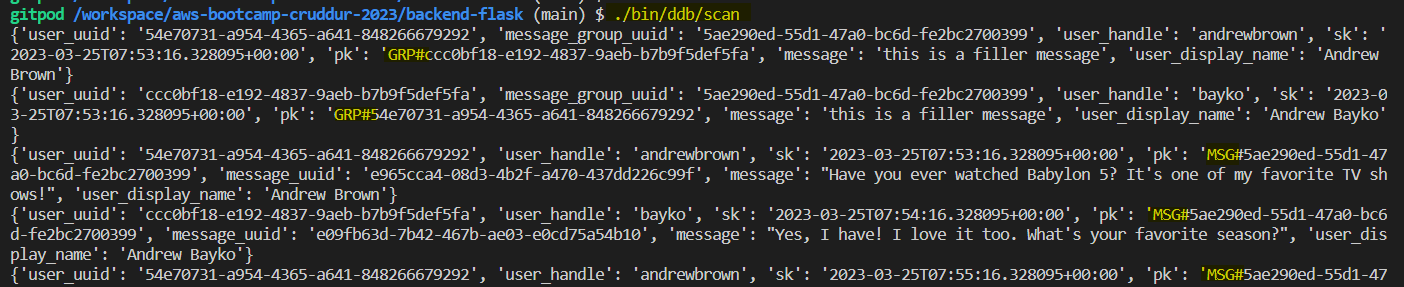 gitpod /workspace/aws-bootcamp-cruddur-2023/backend-flask (main) $ ./bin/ddb/scan
{'user_uuid': '54e70731-a954-4365-a641-848266679292', 'message_group_uuid': '5ae290ed-55d1-47a0-bc6d-fe2bc2700399', 'user_handle': 'andrewbrown', 'sk': '
2023-03-25T07:53:16.328095+00:00', 'pk': 'GRP#ccc0bf18-e192-4837-9aeb-b7b9f5def5fa', 'message': 'this is a filler message', 'user_display_name': 'Andrew
Brown'}
{'user_uuid': 'ccc0bf18-e192-4837-9aeb-b7b9f5def5fa', 'message_group_uuid': '5ae290ed-55d1-47a0-bc6d-fe2bc2700399', 'user_handle': 'bayko', 'sk': '2023-0
3-25T07:53:16.328095+00:00', 'pk': 'GRP#54e70731-a954-4365-a641-848266679292', 'message': 'this is a filler message', 'user_display_name': 'Andrew Bayko'
}
{'user_uuid': '54e70731-a954-4365-a641-848266679292', 'user_handle': 'andrewbrown', 'sk': '2023-03-25T07:53:16.328095+00:00', 'pk': 'MSG#5ae290ed-55d1-47
a0-bc6d-fe2bc2700399', 'message_uuid': 'e965cca4-08d3-4b2f-a470-437dd226c99f', 'message': "Have you ever watched Babylon 5? It's one of my favorite TV sh
ows!", 'user_display_name': 'Andrew Brown'}
{'user_uuid': 'ccc0bf18-e192-4837-9aeb-b7b9f5def5fa', 'user_handle': 'bayko', 'sk': '2023-03-25T07:54:16.328095+00:00', 'pk': 'MSG#5ae290ed-55d1-47a0-bc6
d-fe2bc2700399', 'message_uuid': 'e09fb63d-7b42-467b-ae03-e0cd75a54b10', 'message': "Yes, I have! I love it too. What's your favorite season?", 'user_dis
play_name': 'Andrew Bayko'}
{'user_uuid': '54e70731-a954-4365-a641-848266679292', 'user_handle': 'andrewbrown', 'sk': '2023-03-25T07:55:16.328095+00:00', 'pk': 'MSG#5ae290ed-55d1-47